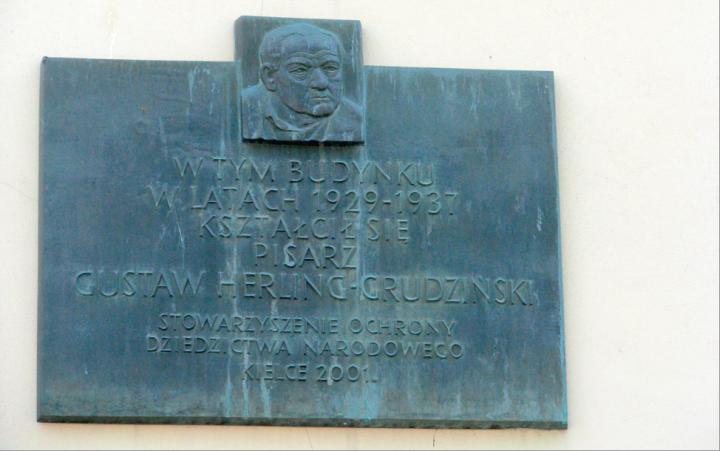 W TYM BUDYNKU
W LATACH 1929-1937
KSZTAŁCIŁ SIĘ
PISARZ
GUSTAW HERLING-GRUDZIŃSKI
STOWARZYSZENIE OCHRONY
DZIEDZICTWA NARODOWEGO
KIELCE 2001.